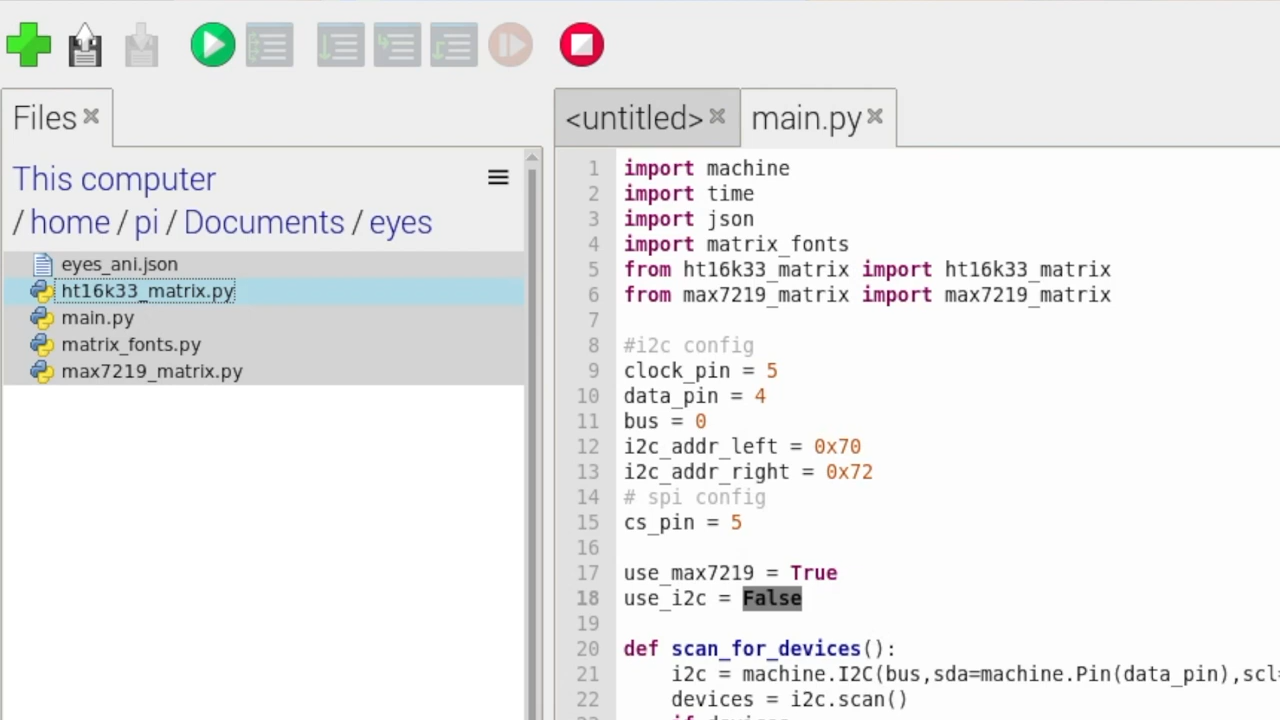 Files
This computer
/ home / pi / Documents / eyes
eyes_ani.json
ht16k33_matrix.py
main.py
matrix_fonts.py
max7219_matrix.py
<untitled>
main.py
1 import machine
2 import time
3 import json
4 import matrix_fonts
5 from ht16k33_matrix import ht16k33_matrix
6 from max7219_matrix import max7219_matrix
7
8 #i2c config
9 clock_pin = 5
10 data_pin = 4
11 bus = 0
12 i2c_addr_left = 0x70
13 i2c_addr_right = 0x72
14 # spi config
15 cs_pin = 5
16
17 use_max7219 = True
18 use_i2c = False
19
20 def scan_for_devices():
21 i2c = machine.I2C(bus,sda=machine.Pin(data_pin),scl=
22 devices = i2c.scan()